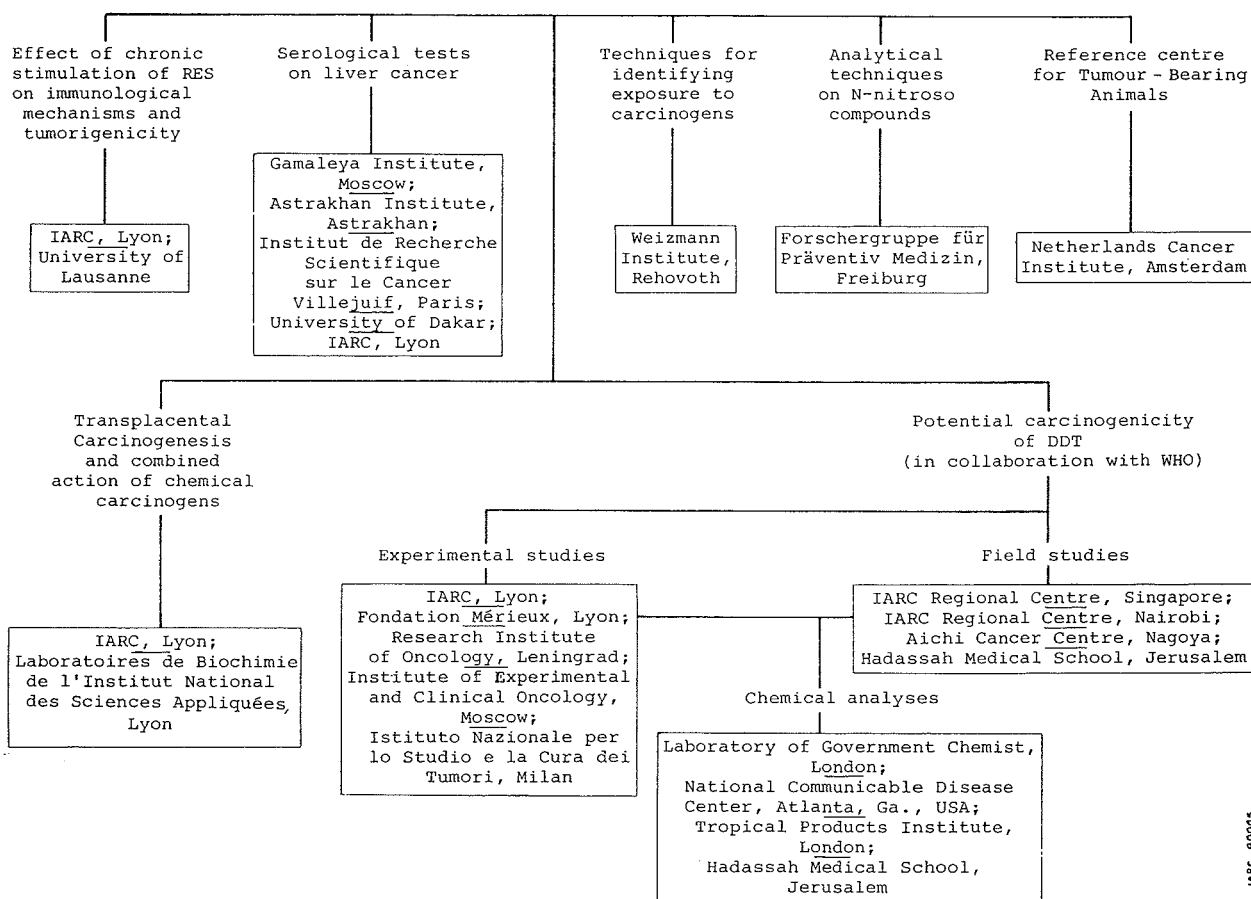 Effect of chronic
stimulation of RES
on immunological
mechanisms and
tumorigenicity
IARC, Lyon;
University of
Lausanne
Serological tests
on liver cancer
Gamaleya Institute,
Moscow;
Astrakhan Institute,
Astrakhan;
Institut de Recherche
Scientifique
sur le Cancer
Villejuif, Paris;
University of Dakar;
IARC, Lyon
Techniques for
identifying
exposure to
carcinogens
Weizmann
Institute,
Rehovoth
Analytical
techniques
on N-nitroso
compounds
Forschergruppe für
Präventiv Medizin,
Freiburg
Reference centre
for Tumour-Bearing
Animals
Netherlands Cancer
Institute, Amsterdam
Transplacental
Carcinogenesis
and combined
action of chemical
carcinogens
IARC, Lyon;
Laboratoires de Biochimie
de l'Institut National
des Sciences Appliquées,
Lyon
Potential carcinogenicity
of DDT
(in collaboration with WHO)
Experimental studies
IARC, Lyon;
Fondation Mérieux, Lyon;
Research Institute
of Oncology, Leningrad;
Institute of Experimental
and Clinical Oncology,
Moscow;
Istituto Nazionale per
lo Studio e la Cura dei
Tumori, Milan
Field studies
IARC Regional Centre, Singapore;
IARC Regional Centre, Nairobi;
Aichi Cancer Centre, Nagoya;
Hadassah Medical School, Jerusalem
Chemical analyses
Laboratory of Government Chemist,
London;
National Communicable Disease
Center, Atlanta, Ga., USA;
Tropical Products Institute,
London;
Hadassah Medical School,
Jerusalem